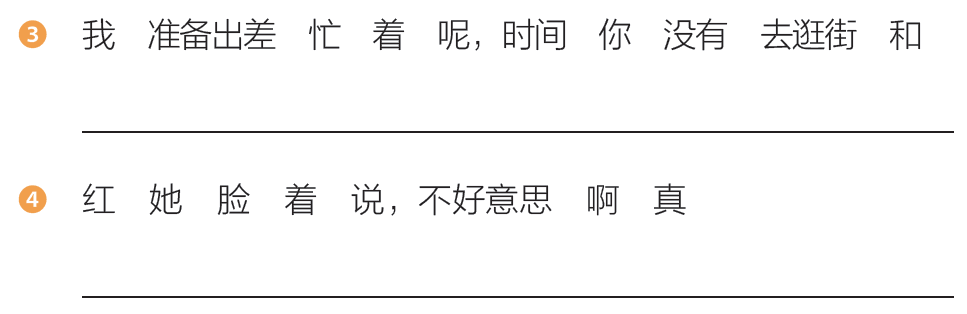 3 我 准备出差 忙 着 呢，时间 你 没有 去逛街 和
4 红 她 脸 着 说，不好意思 啊 真